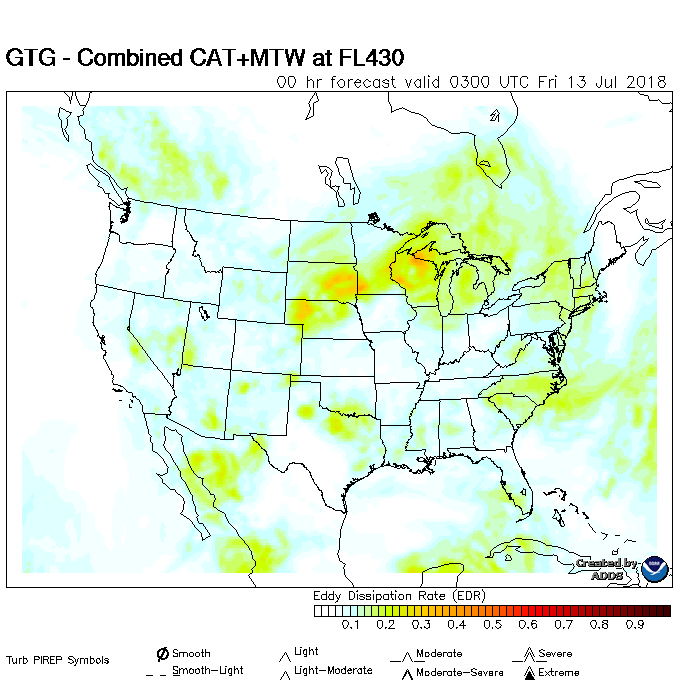 GTG - Combined CAT+MTW at FL430
00 hr forecast valid 0300 UTC Fri 13 Jul 2018
Created by
ADDS
Eddy Dissipation Rate (EDR)
0.1 0.2 0.3 0.4 0.5 0.6 0.7 0.8 0.9
Turb PIREP Symbols
Smooth
Light
Moderate
Severe
Smooth-Light
Light-Moderate
Moderate-Severe
Extreme